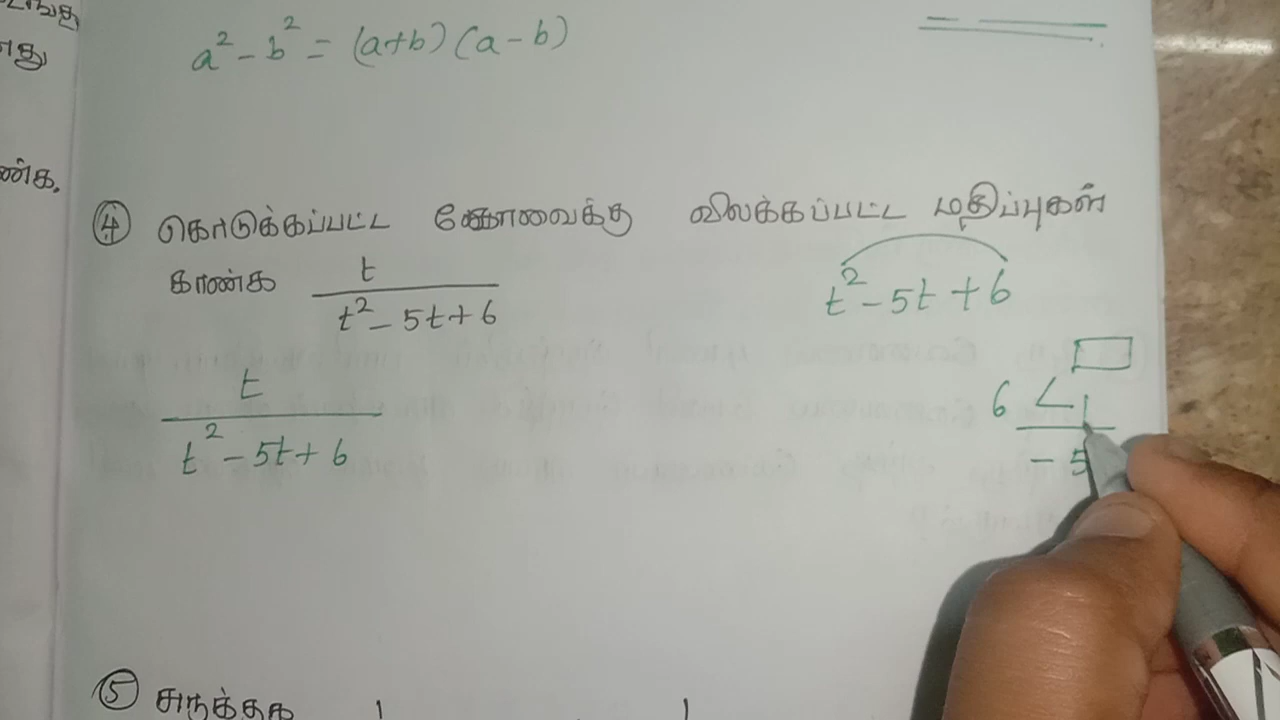 a² - b² = (a+b) (a - b)
ண்க.
④ கொடுக்கப்பட்ட கோவைக்கு விலக்கப்பட்ட மதிப்புகள்
காண்க t / t² - 5t + 6
t² - 5t + 6
t / t² - 5t + 6
6 < 1
- 5
⑤ சுருக்குக